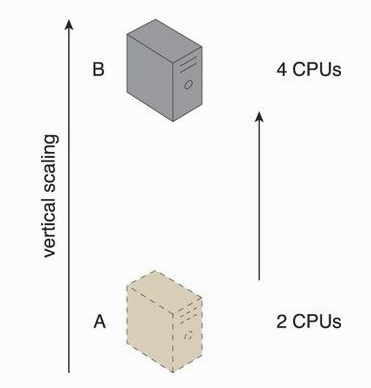 B
4 CPUs
vertical scaling
A
2 CPUs